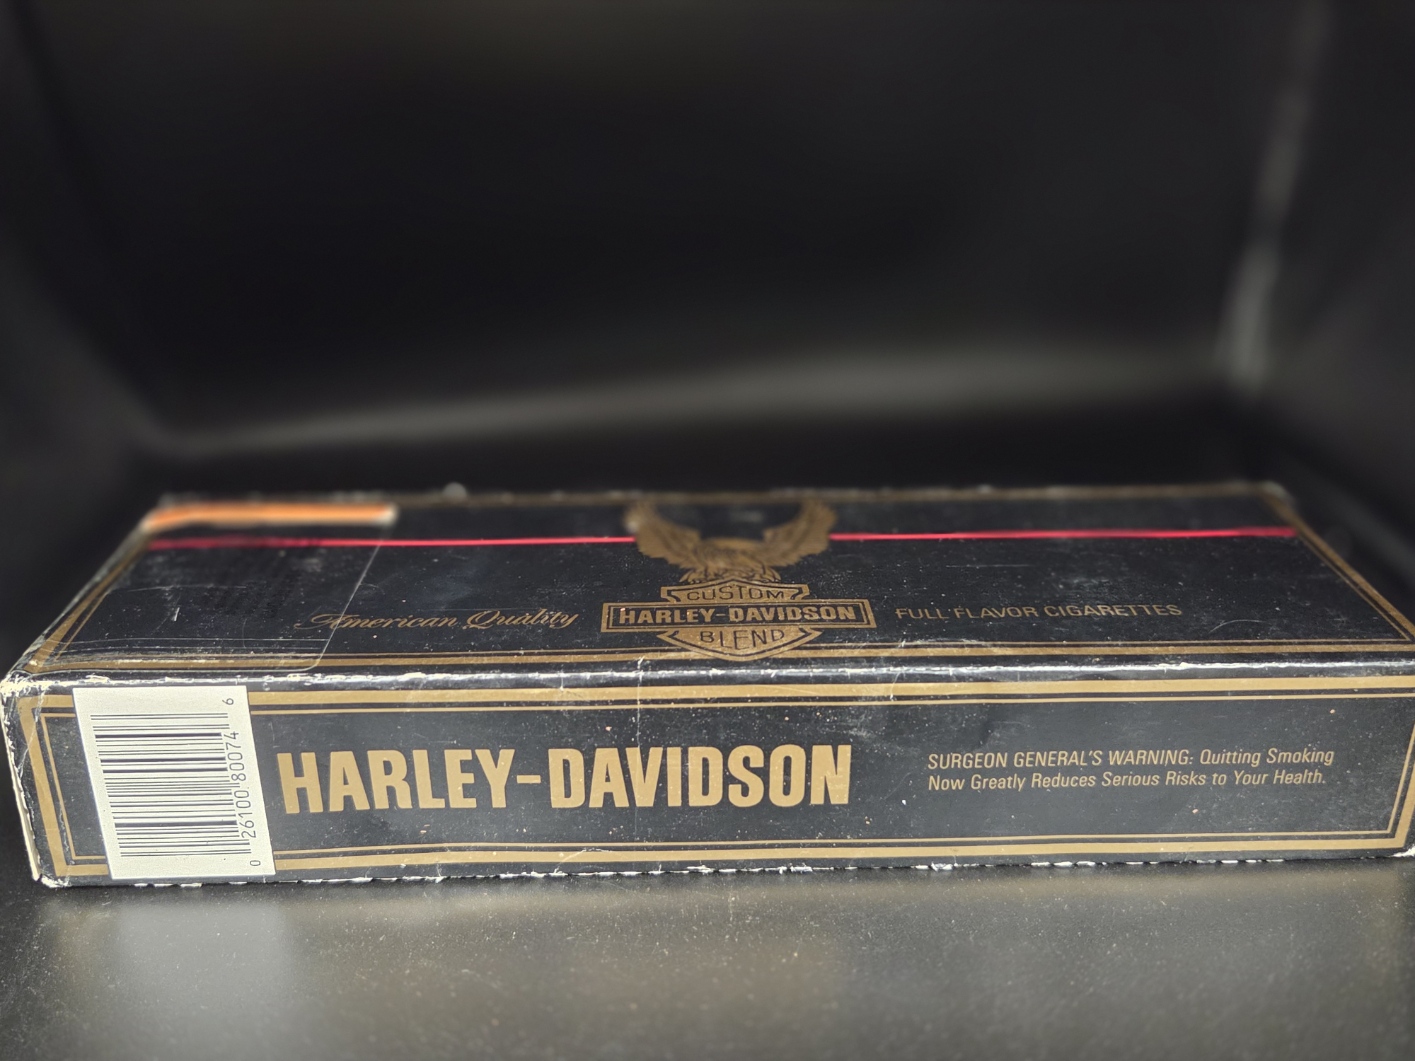 American Quality
CUSTOM
HARLEY-DAVIDSON
BLEND
FULL FLAVOR CIGARETTES
HARLEY-DAVIDSON
SURGEON GENERAL'S WARNING: Quitting Smoking
Now Greatly Reduces Serious Risks to Your Health.
0 26100 80074 6